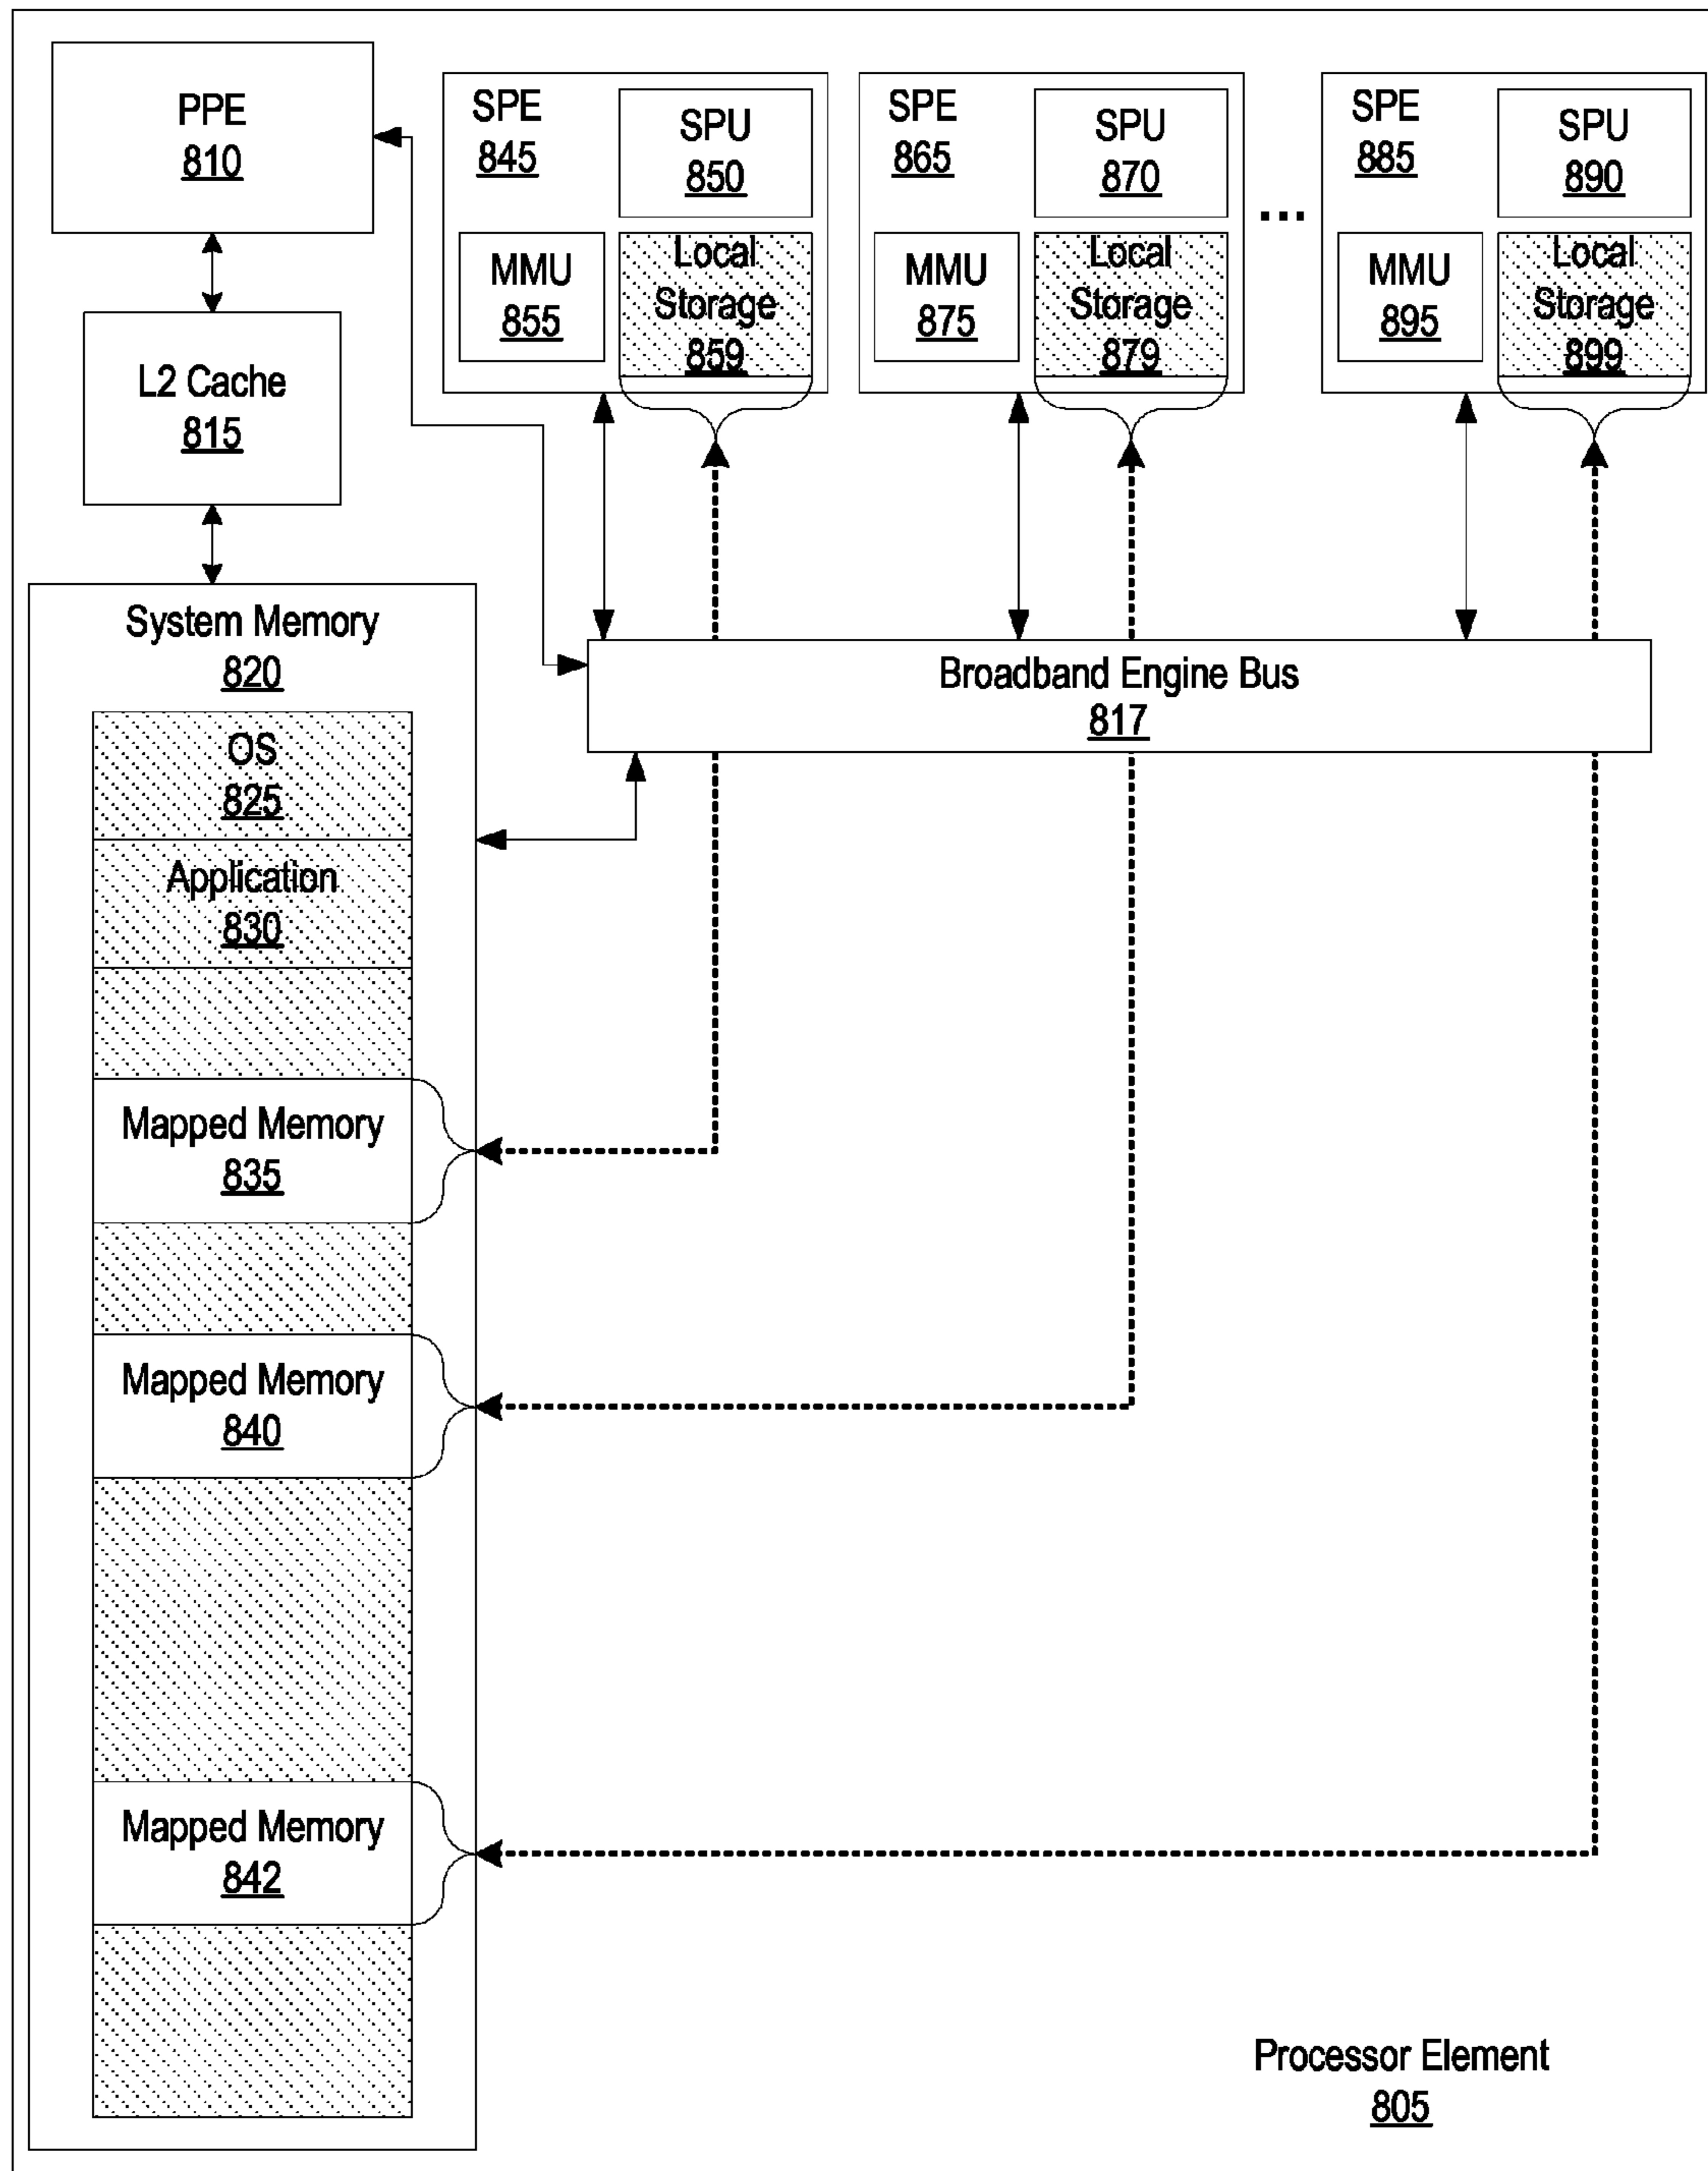 PPE
810
L2 Cache
815
System Memory
820
OS
825
Application
830
Mapped Memory
835
Mapped Memory
840
Mapped Memory
842
SPE
845
SPU
850
MMU
855
Local
Storage
859
SPE
865
SPU
870
MMU
875
Local
Storage
879
...
SPE
885
SPU
890
MMU
895
Local
Storage
899
Broadband Engine Bus
817
Processor Element
805